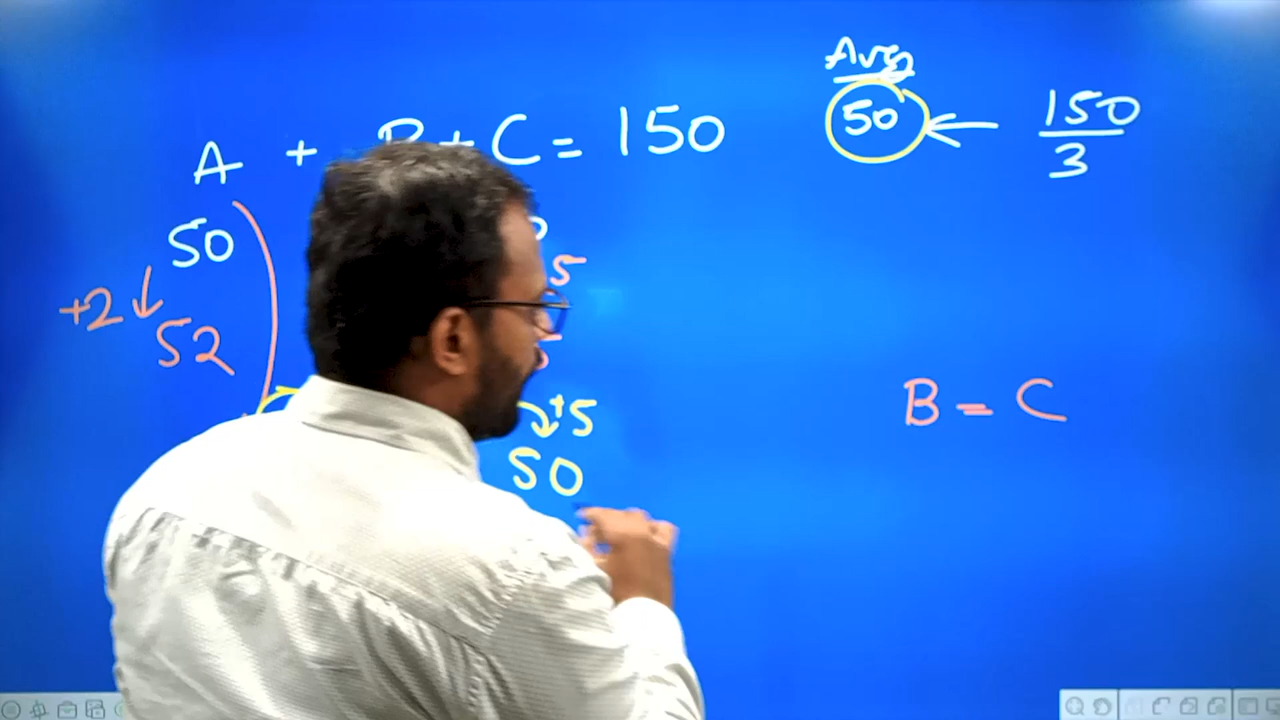 Avg
A + B + C = 150
50 ← 150/3
50
5
+2 ↓
52
B = C
+5
50